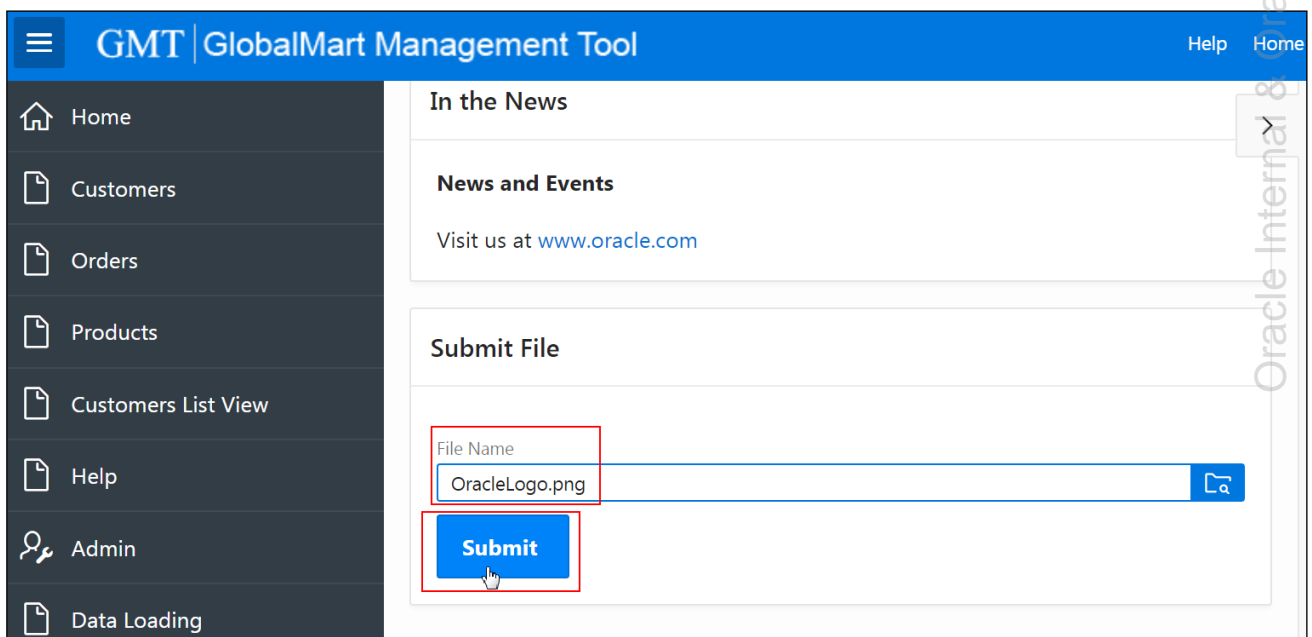 GMT GlobalMart Management Tool
Help Home
Home
Customers
Orders
Products
Customers List View
Help
Admin
Data Loading
In the News
News and Events
Visit us at www.oracle.com
Submit File
File Name
OracleLogo.png
Submit
Oracle Internal & Ora